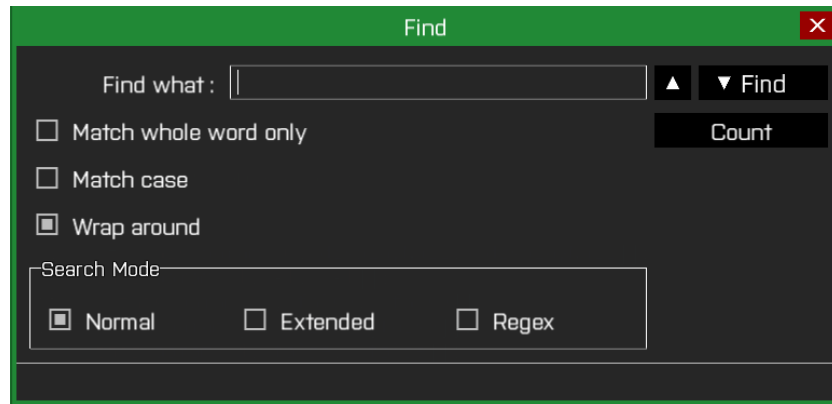 Find
Find what :
▲
▼ Find
Match whole word only
Count
Match case
Wrap around
Search Mode
Normal
Extended
Regex